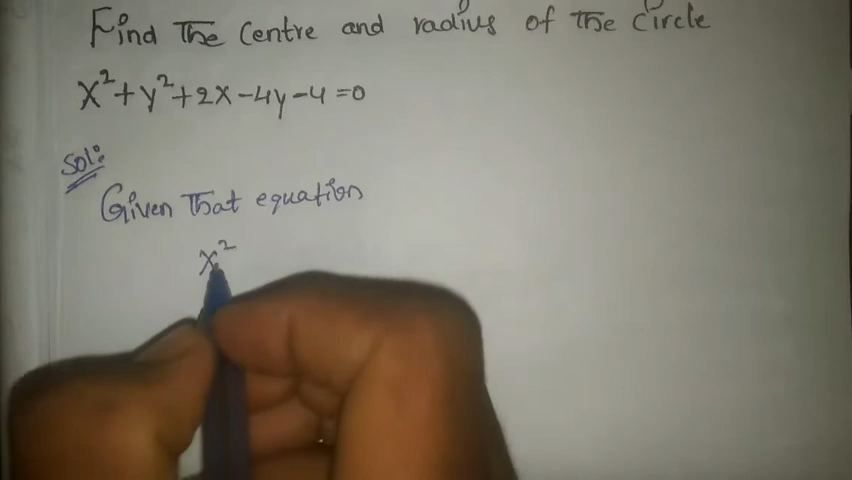 Find The Centre and radius of the circle
x²+y²+2x-4y-4=0
Sol:
Given That equation
x²